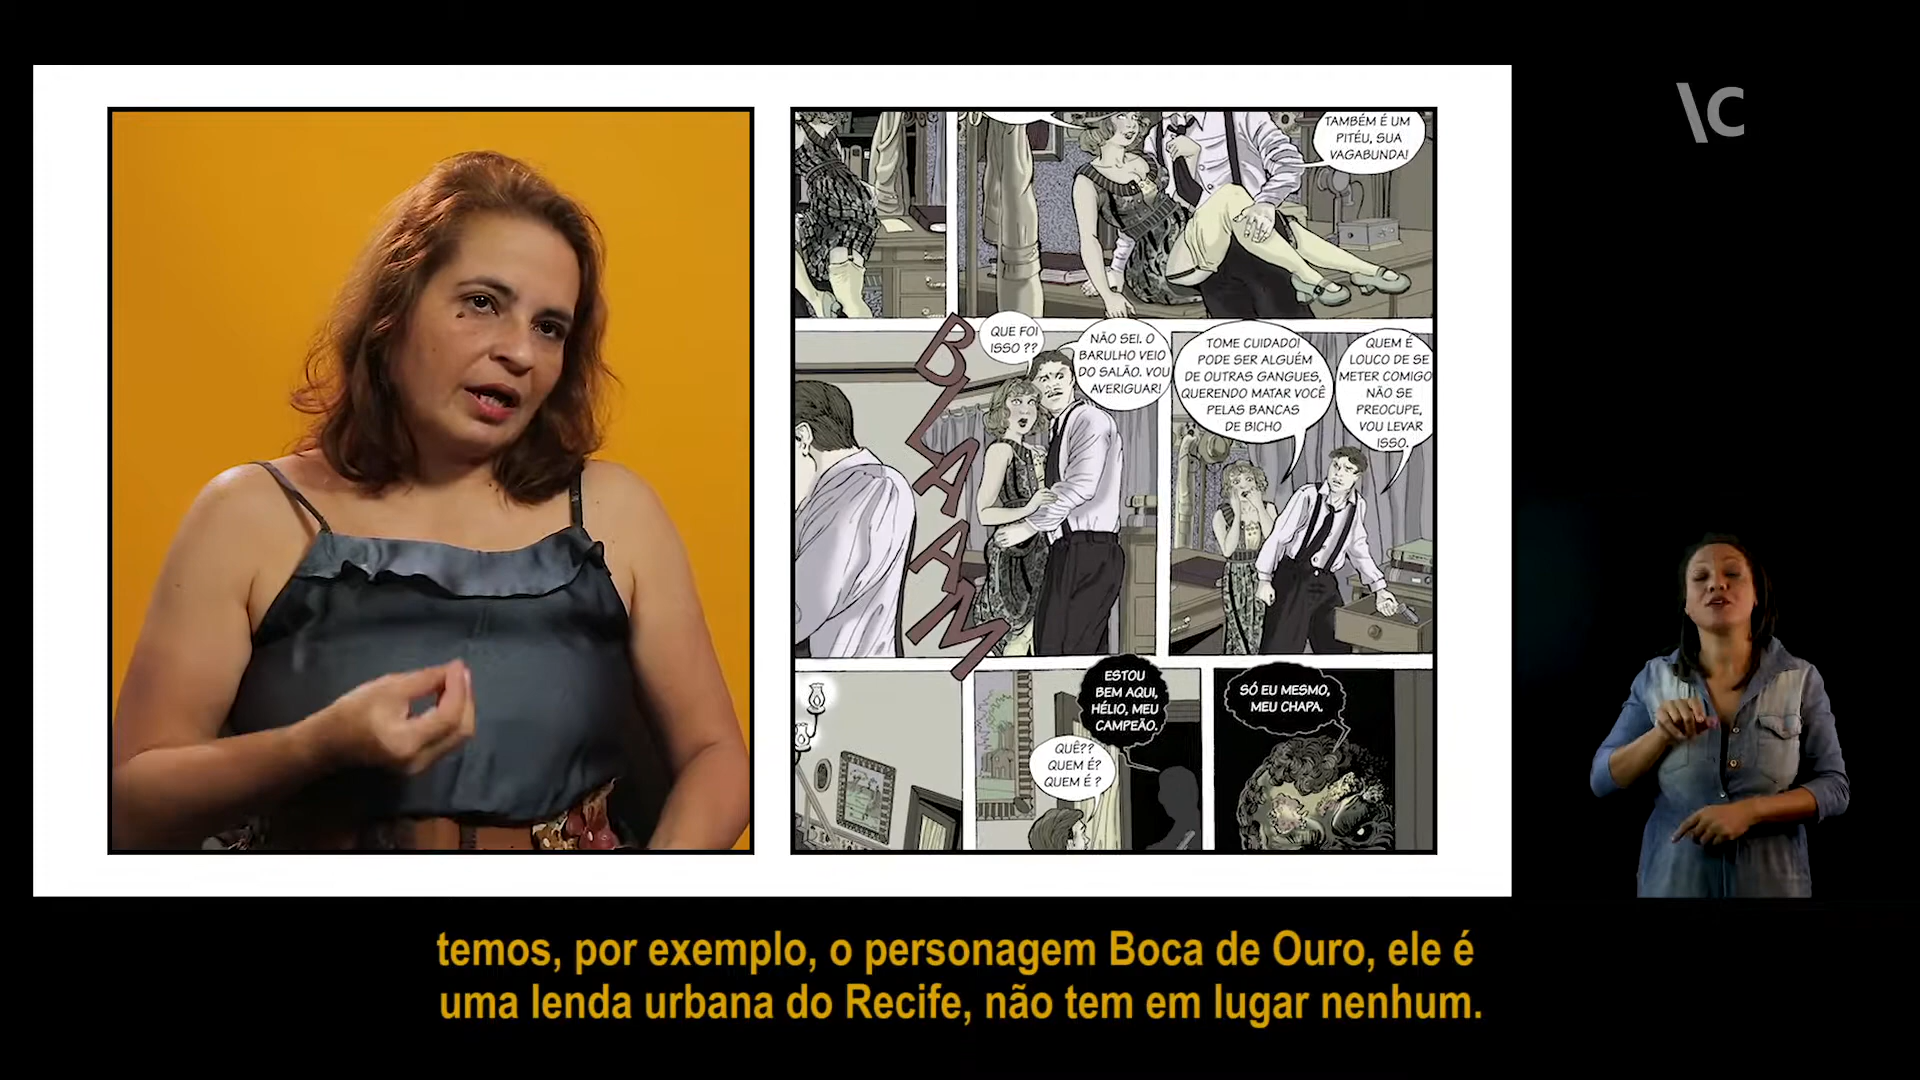 \C
TAMBÉM É UM
PITÉU, SUA
VAGABUNDA!
BLAAAM
QUE FOI
ISSO ??
NÃO SEI. O
BARULHO VEIO
DO SALÃO. VOU
AVERIGUAR!
TOME CUIDADO!
PODE SER ALGUÉM
DE OUTRAS GANGUES,
QUERENDO MATAR VOCÊ
PELAS BANCAS
DE BICHO
QUEM É
LOUCO DE SE
METER COMIGO
NÃO SE
PREOCUPE,
VOU LEVAR
ISSO.
ESTOU
BEM AQUI,
HÉLIO, MEU
CAMPEÃO.
QUÊ??
QUEM É?
QUEM É ?
SÓ EU MESMO,
MEU CHAPA.
temos, por exemplo, o personagem Boca de Ouro, ele é
uma lenda urbana do Recife, não tem em lugar nenhum.